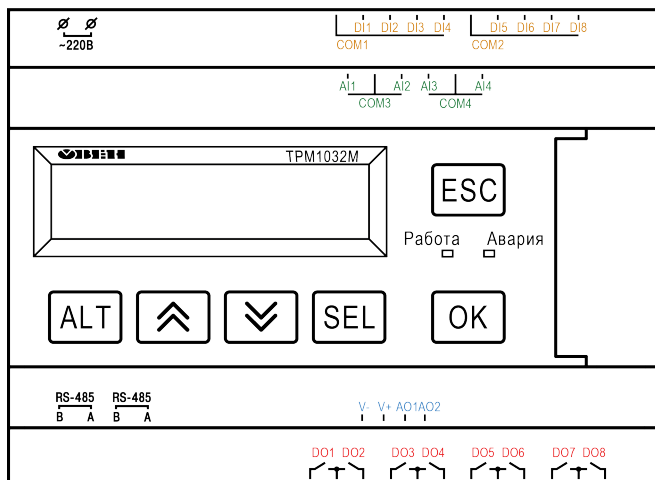 DI1 DI2 DI3 DI4 DI5 DI6 DI7 DI8
~220В COM1 COM2
AI1 AI2 AI3 AI4
COM3 COM4
ОВЕН ТРМ1032М
ESC
Работа Авария
ALT SEL OK
RS-485 RS-485
B A B A
V- V+ AO1 AO2
DO1 DO2 DO3 DO4 DO5 DO6 DO7 DO8